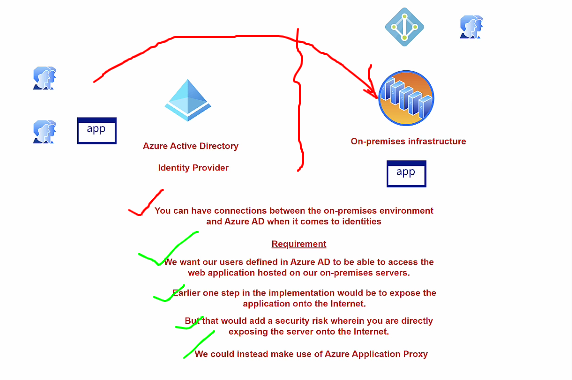 app
Azure Active Directory
Identity Provider
On-premises infrastructure
app
You can have connections between the on-premises environment
and Azure AD when it comes to identities
Requirement
We want our users defined in Azure AD to be able to access the
web application hosted on our on-premises servers.
Earlier one step in the implementation would be to expose the
application onto the Internet.
But that would add a security risk wherein you are directly
exposing the server onto the Internet.
We could instead make use of Azure Application Proxy